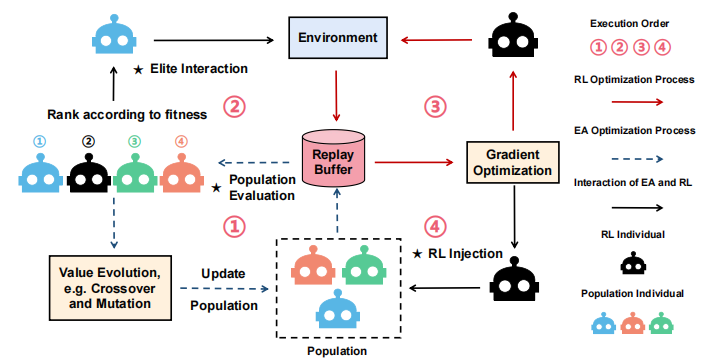 Environment
★ Elite Interaction
Rank according to fitness
②
③
① ② ③ ④
Replay
Buffer
Gradient
Optimization
★ Population
Evaluation
①
④
★ RL Injection
Value Evolution,
e.g. Crossover
and Mutation
Update
Population
Population
Execution Order
① ② ③ ④
RL Optimization Process
EA Optimization Process
Interaction of EA and RL
RL Individual
Population Individual